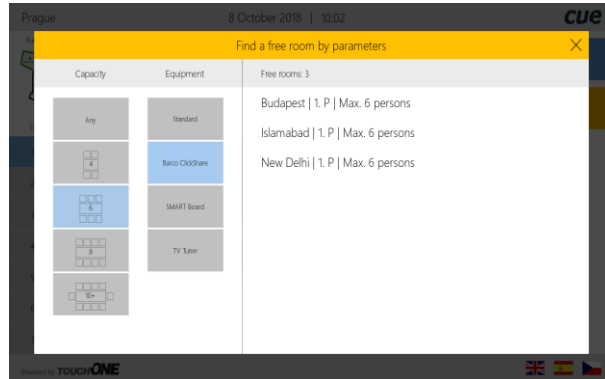 Prague
8 October 2018 | 10:02
cue
Find a free room by parameters
Capacity
Equipment
Free rooms: 3
Any
4
6
8
10+
Standard
Barco ClickShare
SMART Board
TV Tuner
Budapest | 1. P | Max. 6 persons
Islamabad | 1. P | Max. 6 persons
New Delhi | 1. P | Max. 6 persons
Powered by TOUCHONE